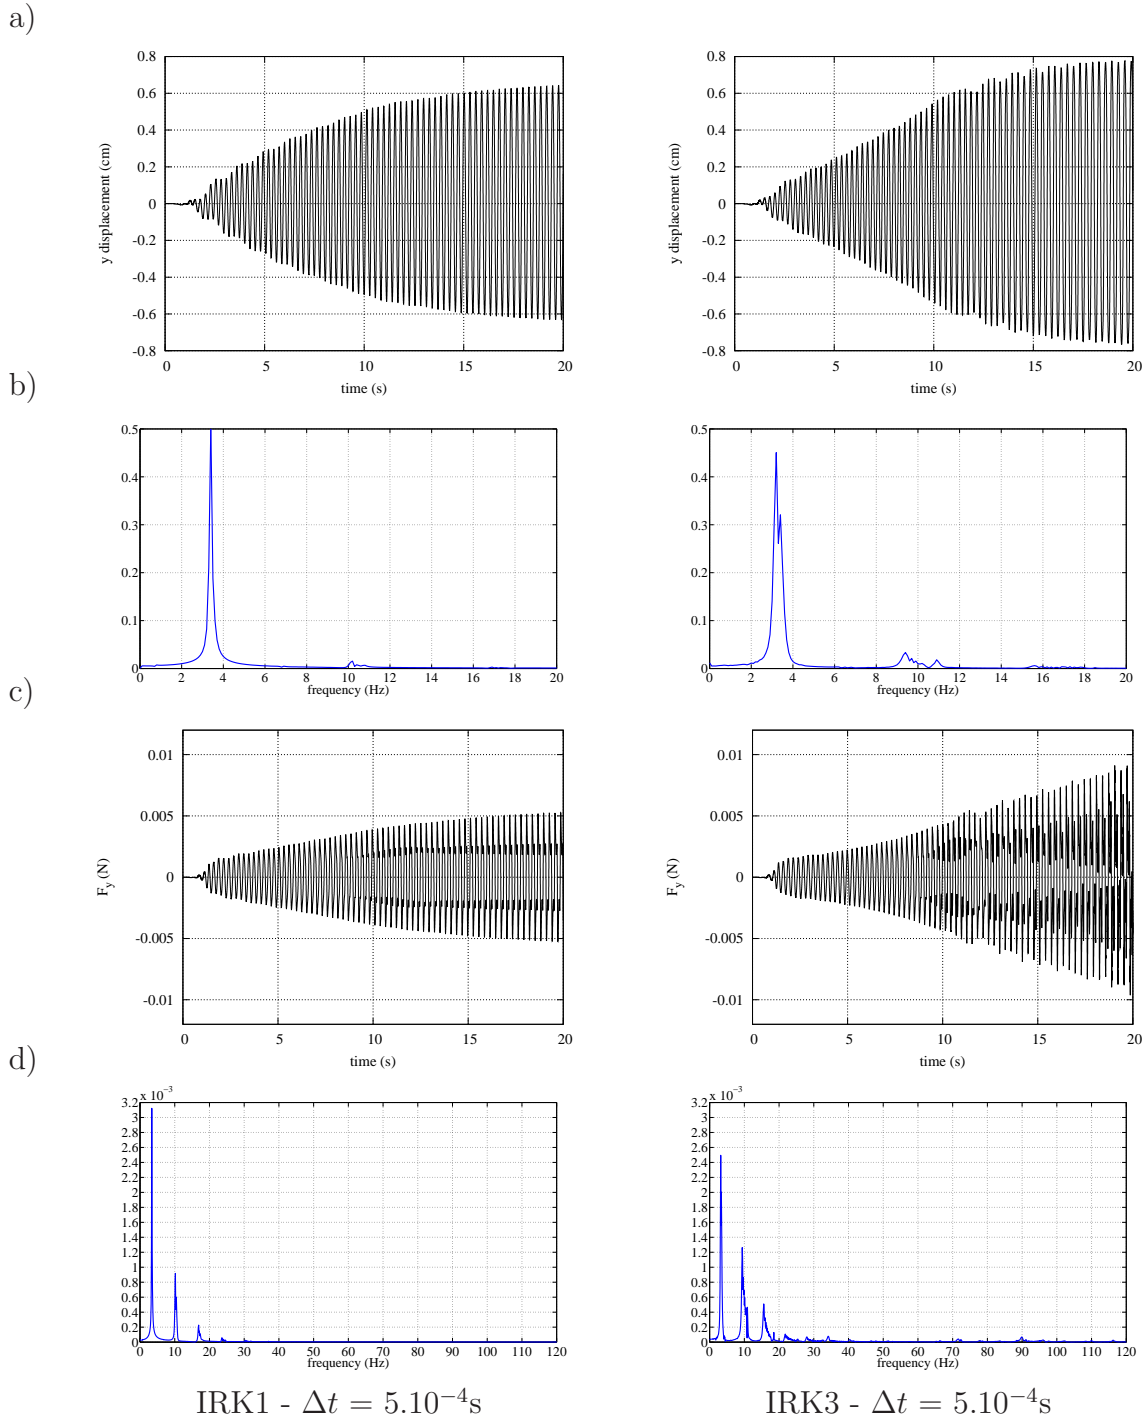 a)
0.8
0.6
0.4
0.2
0
-0.2
-0.4
-0.6
-0.8
y displacement (cm)
0 5 10 15 20
time (s)
0.8
0.6
0.4
0.2
0
-0.2
-0.4
-0.6
-0.8
y displacement (cm)
0 5 10 15 20
time (s)
b)
0.5
0.4
0.3
0.2
0.1
0
0 2 4 6 8 10 12 14 16 18 20
frequency (Hz)
0.5
0.4
0.3
0.2
0.1
0
0 2 4 6 8 10 12 14 16 18 20
frequency (Hz)
c)
0.01
0.005
0
-0.005
-0.01
F_y (N)
0 5 10 15 20
time (s)
0.01
0.005
0
-0.005
-0.01
F_y (N)
0 5 10 15 20
time (s)
d)
x 10⁻³
3.2
3
2.8
2.6
2.4
2.2
2
1.8
1.6
1.4
1.2
1
0.8
0.6
0.4
0.2
0
0 10 20 30 40 50 60 70 80 90 100 110 120
frequency (Hz)
x 10⁻³
3.2
3
2.8
2.6
2.4
2.2
2
1.8
1.6
1.4
1.2
1
0.8
0.6
0.4
0.2
0
0 10 20 30 40 50 60 70 80 90 100 110 120
frequency (Hz)
IRK1 - Δt = 5.10⁻⁴s
IRK3 - Δt = 5.10⁻⁴s